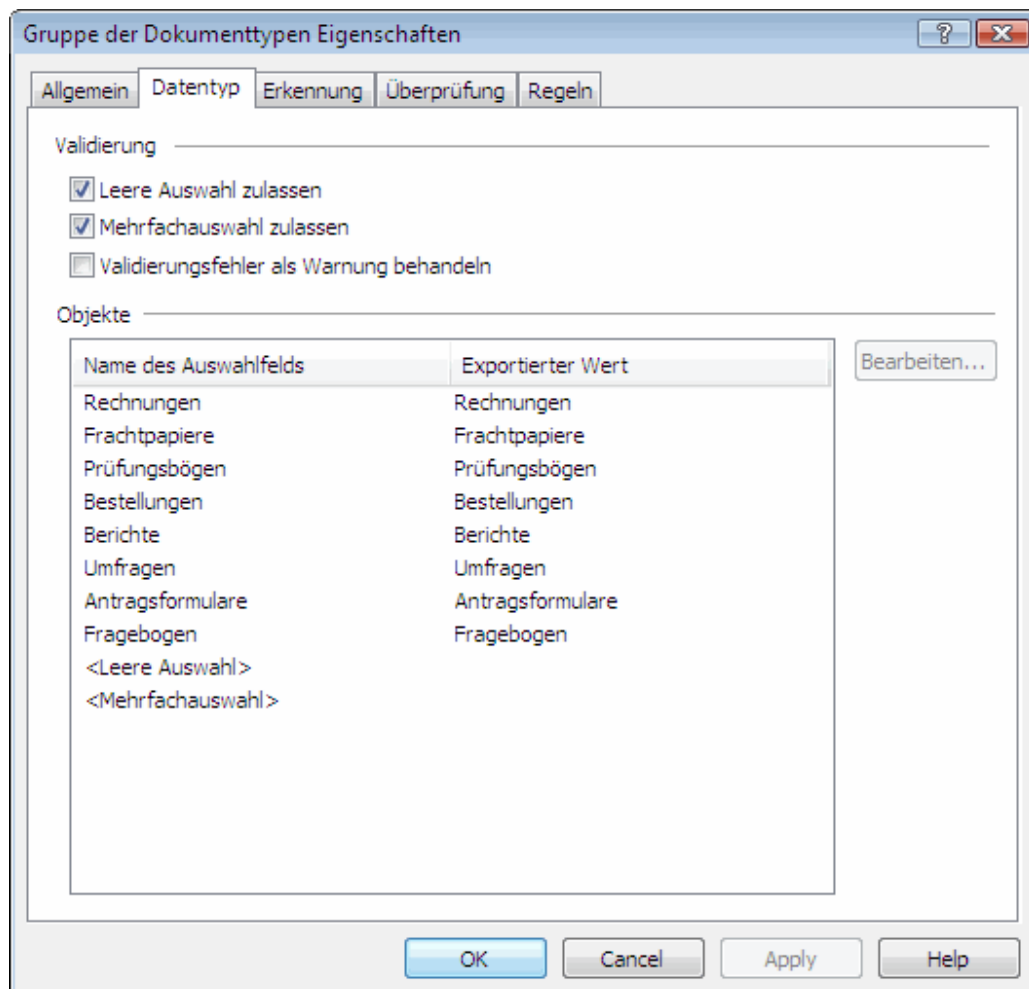 Gruppe der Dokumenttypen Eigenschaften
Allgemein Datentyp Erkennung Überprüfung Regeln
Validierung
Leere Auswahl zulassen
Mehrfachauswahl zulassen
Validierungsfehler als Warnung behandeln
Objekte
Name des Auswahlfelds Exportierter Wert Bearbeiten...
Rechnungen Rechnungen
Frachtpapiere Frachtpapiere
Prüfungsbögen Prüfungsbögen
Bestellungen Bestellungen
Berichte Berichte
Umfragen Umfragen
Antragsformulare Antragsformulare
Fragebogen Fragebogen
<Leere Auswahl>
<Mehrfachauswahl>
OK Cancel Apply Help